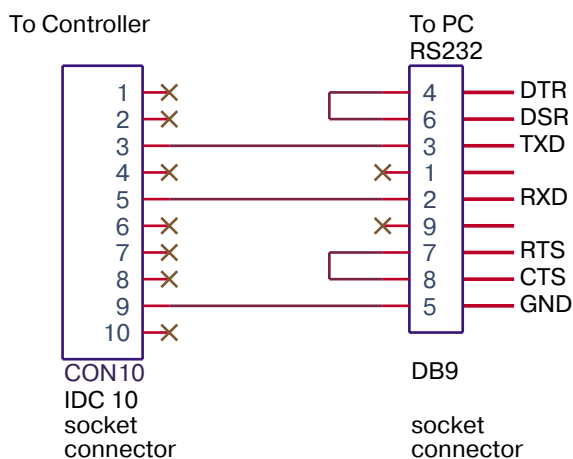 To Controller
To PC
RS232
1
2
3
4
5
6
7
8
9
10
4
6
3
1
2
9
7
8
5
DTR
DSR
TXD
RXD
RTS
CTS
GND
CON10
IDC 10
socket
connector
DB9
socket
connector